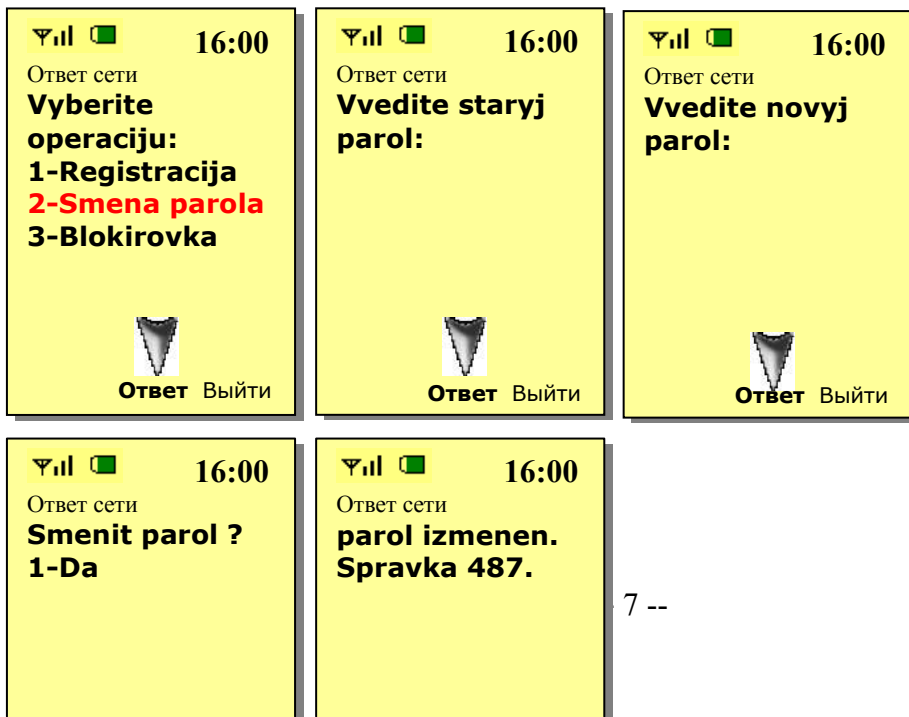 16:00
Ответ сети
Vyberite
operaciju:
1-Registracija
2-Smena parola
3-Blokirovka
Ответ Выйти
16:00
Ответ сети
Vvedite staryj
parol:
Ответ Выйти
16:00
Ответ сети
Vvedite novyj
parol:
Ответ Выйти
16:00
Ответ сети
Smenit parol ?
1-Da
16:00
Ответ сети
parol izmenen.
Spravka 487.
7 --